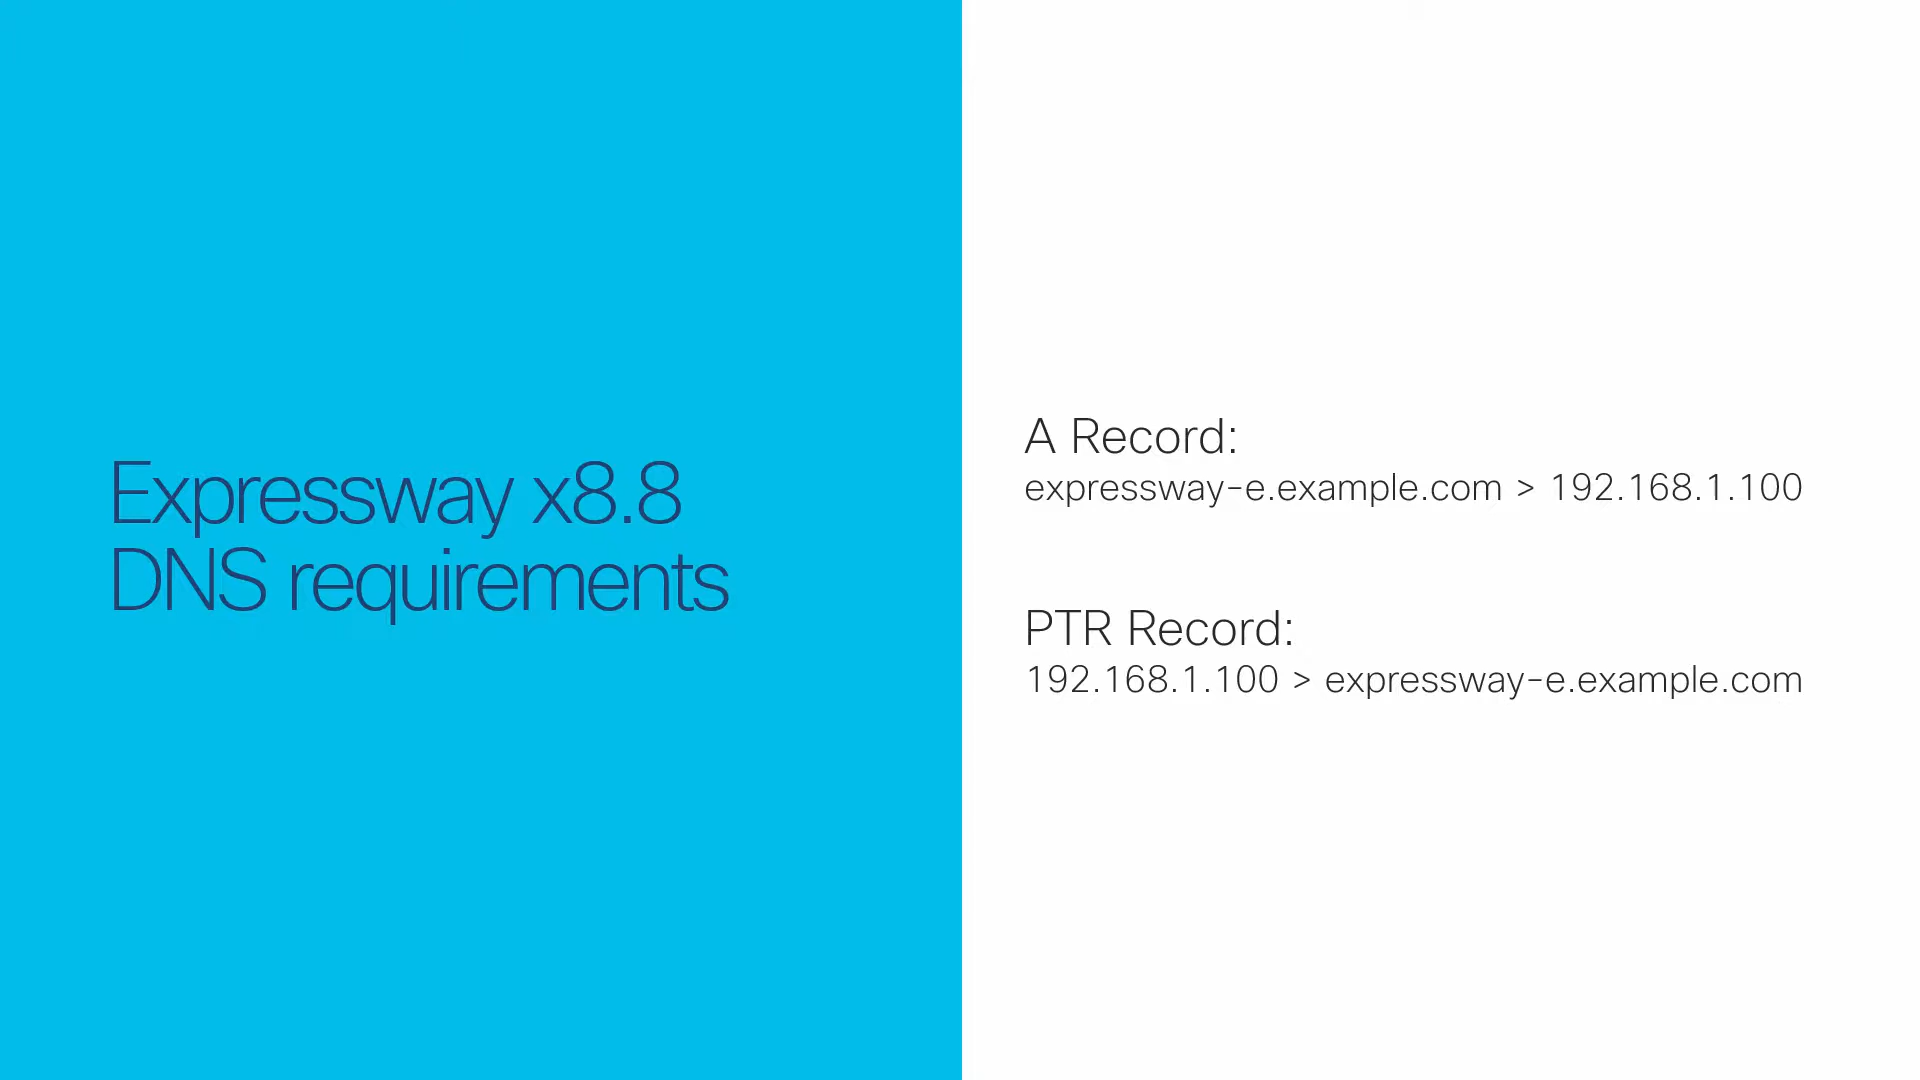 Expressway x8.8
DNS requirements
A Record:
expressway-e.example.com > 192.168.1.100
PTR Record:
192.168.1.100 > expressway-e.example.com